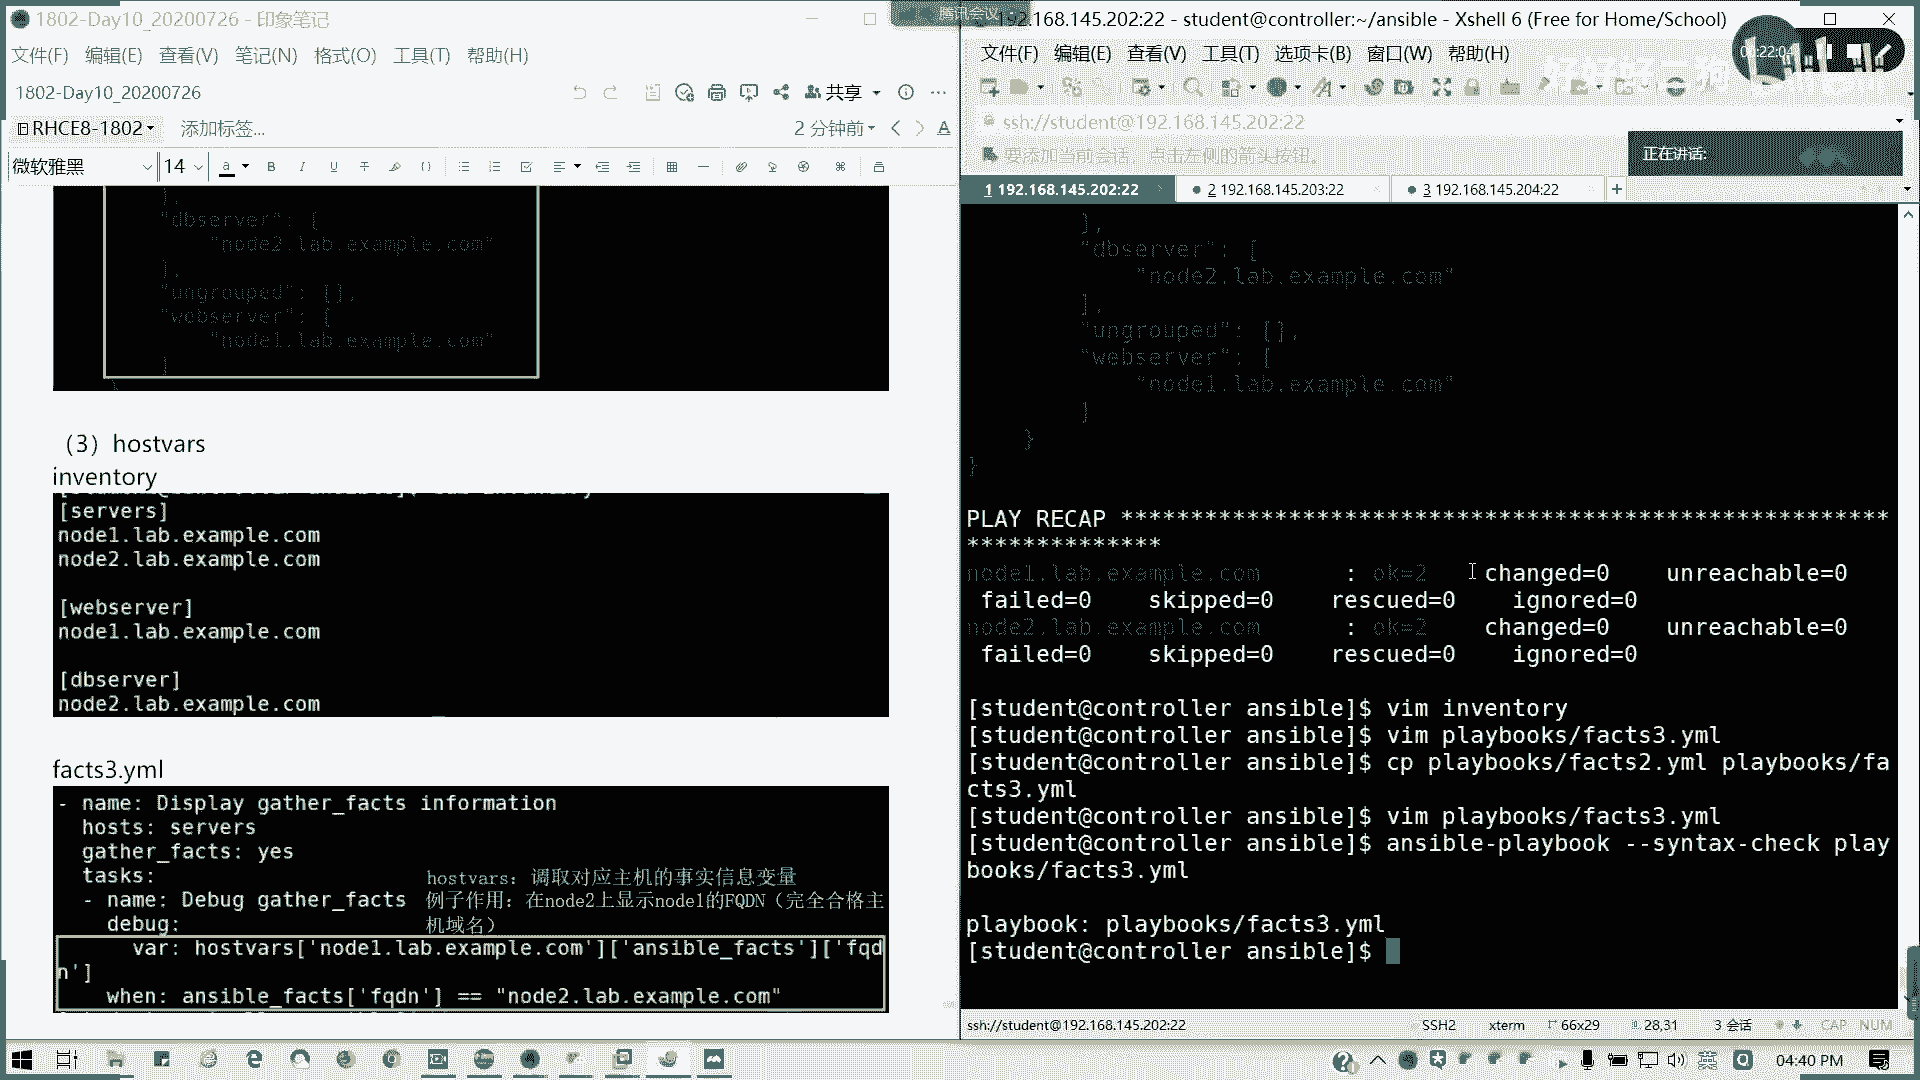 1802-Day10_20200726 - 印象笔记
文件(F) 编辑(E) 查看(V) 笔记(N) 格式(O) 工具(T) 帮助(H)
1802-Day10_20200726
共享
RHCE8-1802
添加标签...
2 分钟前
微软雅黑
14
"dbserver": [
"node2.lab.example.com"
],
"ungrouped": [],
"webserver": [
"node1.lab.example.com"
]
}
（3）hostvars
inventory
[servers]
node1.lab.example.com
node2.lab.example.com
[webserver]
node1.lab.example.com
[dbserver]
node2.lab.example.com
facts3.yml
- name: Display gather_facts information
hosts: servers
gather_facts: yes
tasks:
- name: Debug gather_facts
debug:
hostvars：调取对应主机的事实信息变量
例子作用：在node2上显示node1的FQDN（完全合格主
机域名）
var: hostvars['node1.lab.example.com']['ansible_facts']['fqd
n']
when: ansible_facts['fqdn'] == "node2.lab.example.com"
腾讯会议
192.168.145.202:22 - student@controller:~/ansible - Xshell 6 (Free for Home/School)
文件(F) 编辑(E) 查看(V) 工具(T) 选项卡(B) 窗口(W) 帮助(H)
00:22:04
ssh://student@192.168.145.202:22
要添加当前会话，点击左侧的箭头按钮。
正在讲话:
1 192.168.145.202:22
2 192.168.145.203:22
3 192.168.145.204:22
],
"dbserver": [
"node2.lab.example.com"
],
"ungrouped": [],
"webserver": [
"node1.lab.example.com"
]
}
}
PLAY RECAP *******************************************************
**************
node1.lab.example.com : ok=2 changed=0 unreachable=0
failed=0 skipped=0 rescued=0 ignored=0
node2.lab.example.com : ok=2 changed=0 unreachable=0
failed=0 skipped=0 rescued=0 ignored=0
[student@controller ansible]$ vim inventory
[student@controller ansible]$ vim playbooks/facts3.yml
[student@controller ansible]$ cp playbooks/facts2.yml playbooks/fa
cts3.yml
[student@controller ansible]$ vim playbooks/facts3.yml
[student@controller ansible]$ ansible-playbook --syntax-check play
books/facts3.yml
playbook: playbooks/facts3.yml
[student@controller ansible]$
ssh://student@192.168.145.202:22
SSH2
xterm
66x29
28,31
3 会话
CAP NUM
04:40 PM